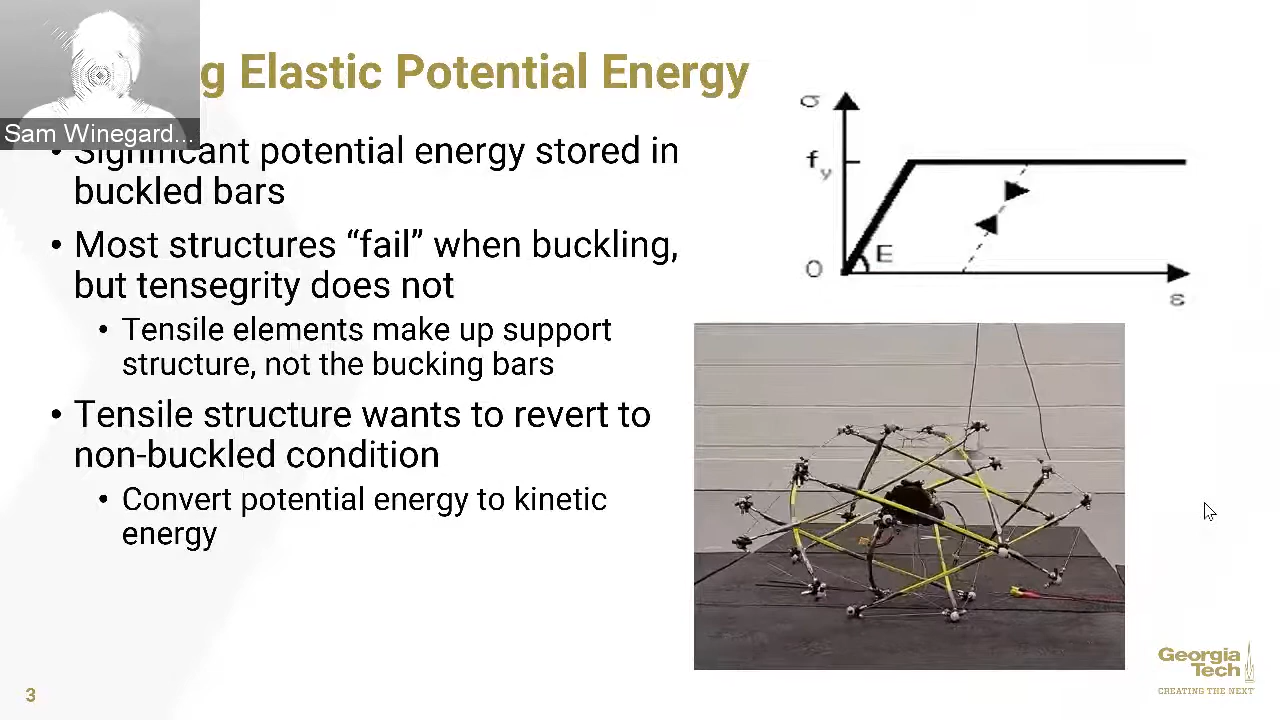 g Elastic Potential Energy
Sam Winegard...
• Significant potential energy stored in
buckled bars
• Most structures “fail” when buckling,
but tensegrity does not
• Tensile elements make up support
structure, not the bucking bars
• Tensile structure wants to revert to
non-buckled condition
• Convert potential energy to kinetic
energy
σ
fy
E
0
ε
Georgia
Tech
CREATING THE NEXT
3